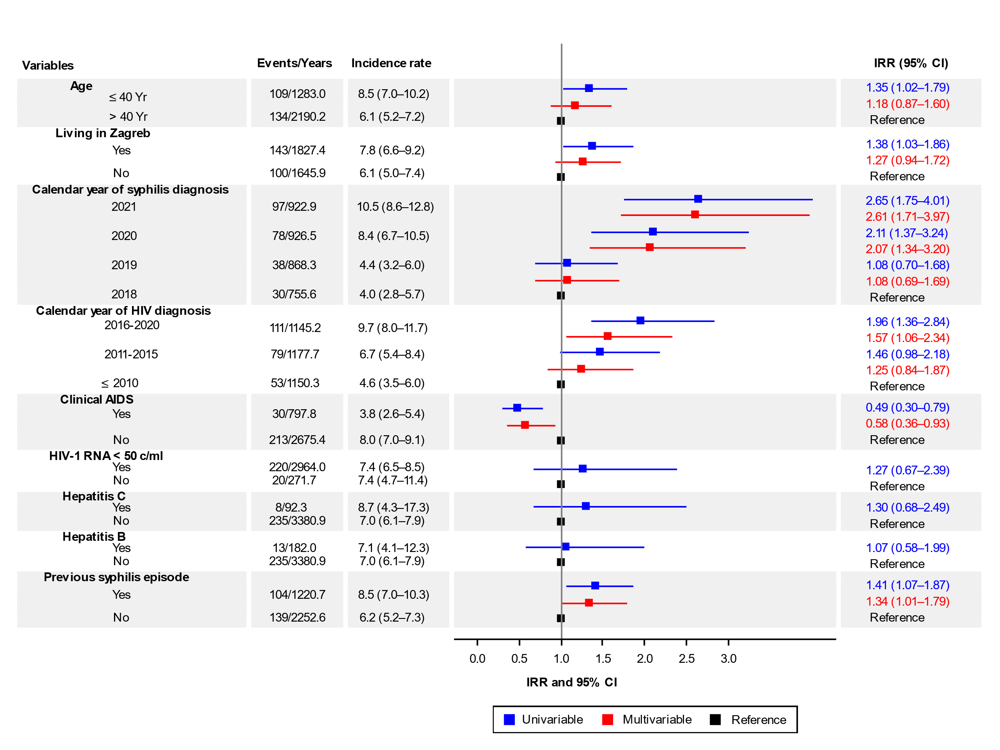 Variables Events/Years Incidence rate IRR (95% CI)
Age
≤ 40 Yr 109/1283.0 8.5 (7.0–10.2) 1.35 (1.02–1.79)
1.18 (0.87–1.60)
> 40 Yr 134/2190.2 6.1 (5.2–7.2) Reference
Living in Zagreb
Yes 143/1827.4 7.8 (6.6–9.2) 1.38 (1.03–1.86)
1.27 (0.94–1.72)
No 100/1645.9 6.1 (5.0–7.4) Reference
Calendar year of syphilis diagnosis
2021 97/922.9 10.5 (8.6–12.8) 2.65 (1.75–4.01)
2.61 (1.71–3.97)
2020 78/926.5 8.4 (6.7–10.5) 2.11 (1.37–3.24)
2.07 (1.34–3.20)
2019 38/868.3 4.4 (3.2–6.0) 1.08 (0.70–1.68)
1.08 (0.69–1.69)
2018 30/755.6 4.0 (2.8–5.7) Reference
Calendar year of HIV diagnosis
2016-2020 111/1145.2 9.7 (8.0–11.7) 1.96 (1.36–2.84)
1.57 (1.06–2.34)
2011-2015 79/1177.7 6.7 (5.4–8.4) 1.46 (0.98–2.18)
1.25 (0.84–1.87)
≤ 2010 53/1150.3 4.6 (3.5–6.0) Reference
Clinical AIDS
Yes 30/797.8 3.8 (2.6–5.4) 0.49 (0.30–0.79)
0.58 (0.36–0.93)
No 213/2675.4 8.0 (7.0–9.1) Reference
HIV-1 RNA < 50 c/ml
Yes 220/2964.0 7.4 (6.5–8.5) 1.27 (0.67–2.39)
No 20/271.7 7.4 (4.7–11.4) Reference
Hepatitis C
Yes 8/92.3 8.7 (4.3–17.3) 1.30 (0.68–2.49)
No 235/3380.9 7.0 (6.1–7.9) Reference
Hepatitis B
Yes 13/182.0 7.1 (4.1–12.3) 1.07 (0.58–1.99)
No 235/3380.9 7.0 (6.1–7.9) Reference
Previous syphilis episode
Yes 104/1220.7 8.5 (7.0–10.3) 1.41 (1.07–1.87)
1.34 (1.01–1.79)
No 139/2252.6 6.2 (5.2–7.3) Reference
0.0 0.5 1.0 1.5 2.0 2.5 3.0
IRR and 95% CI
Univariable Multivariable Reference